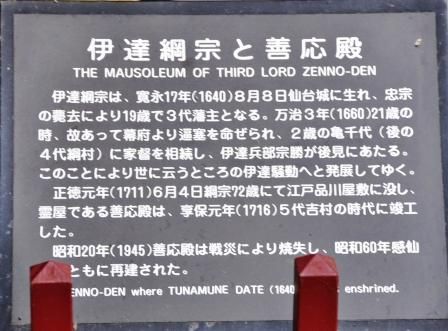 伊達綱宗と善応殿
THE MAUSOLEUM OF THIRD LORD ZENNO-DEN
伊達綱宗は、寛永17年(1640)8月8日仙台城に生れ、忠宗
の薨去により19歳で3代藩主となる。万治3年(1660)21歳の
時、故あって幕府より逼塞を命ぜられ、2歳の亀千代（後の
4代綱村）に家督を相続し、伊達兵部宗勝が後見にあたる。
このことにより世に云うところの伊達騒動へと発展してゆく。
正徳元年(1711)6月4日綱宗72歳にて江戸品川屋敷に没し、
霊屋である善応殿は、享保元年(1716)5代吉村の時代に竣工
した。
昭和20年(1945)善応殿は戦災により焼失し、昭和60年感仙
ともに再建された。
ENNO-DEN where TUNAMUNE DATE (1640 enshrined.